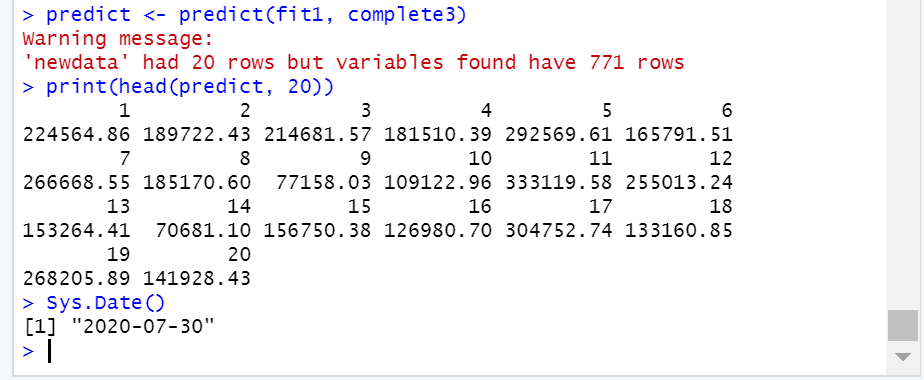 > predict <- predict(fit1, complete3)
Warning message:
'newdata' had 20 rows but variables found have 771 rows
> print(head(predict, 20))
1 2 3 4 5 6
224564.86 189722.43 214681.57 181510.39 292569.61 165791.51
7 8 9 10 11 12
266668.55 185170.60 77158.03 109122.96 333119.58 255013.24
13 14 15 16 17 18
153264.41 70681.10 156750.38 126980.70 304752.74 133160.85
19 20
268205.89 141928.43
> Sys.Date()
[1] "2020-07-30"
>